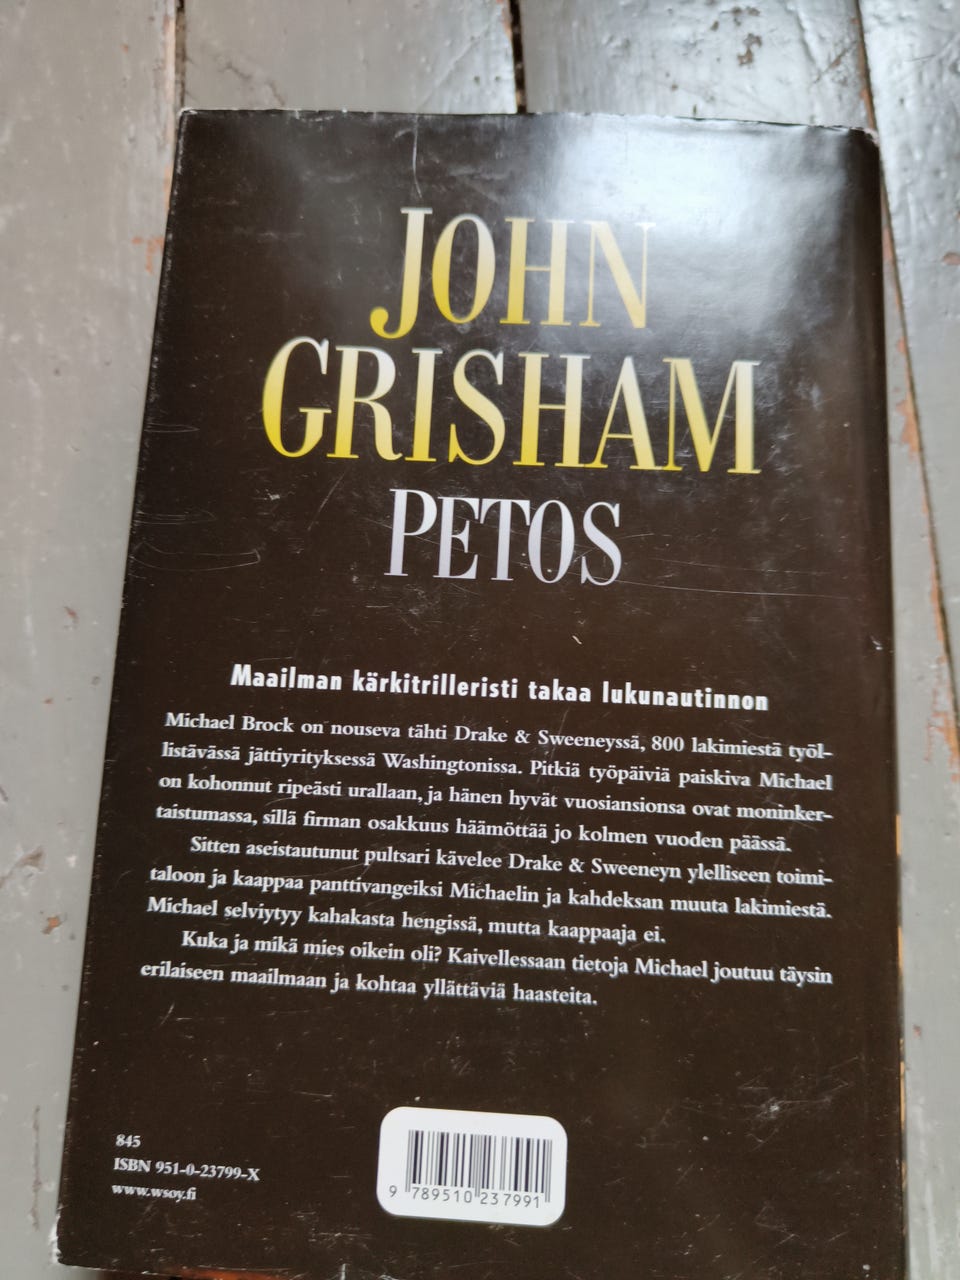 JOHN
GRISHAM
PETOS
Maailman kärkitrilleristi takaa lukunautinnon
Michael Brock on nouseva tähti Drake & Sweeneyssä, 800 lakimiestä työl-
listävässä jättiyrityksessä Washingtonissa. Pitkiä työpäiviä paiskiva Michael
on kohonnut ripeästi urallaan, ja hänen hyvät vuosiansionsa ovat moninker-
taistumassa, sillä firman osakkuus häämöttää jo kolmen vuoden päässä.
Sitten aseistautunut pultsari kävelee Drake & Sweeneyn ylelliseen toimi-
taloon ja kaappaa panttivangeiksi Michaelin ja kahdeksan muuta lakimiestä.
Michael selviytyy kahakasta hengissä, mutta kaappaaja ei.
Kuka ja mikä mies oikein oli? Kaivellessaan tietoja Michael joutuu täysin
erilaiseen maailmaan ja kohtaa yllättäviä haasteita.
845
ISBN 951-0-23799-X
www.wsoy.fi
9 789510 237991